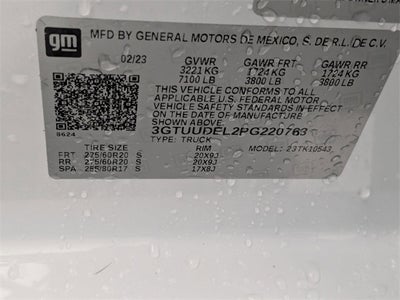 gm
MFD BY GENERAL MOTORS DE MEXICO, S. DE R.L. DE C.V.
02/23 GVWR GAWR FRT GAWR RR
3221 KG 1724 KG 1724 KG
7100 LB 3800 LB 3800 LB
THIS VEHICLE CONFORMS TO ALL
APPLICABLE U.S. FEDERAL MOTOR
VEHICLE SAFETY STANDARDS IN EFFECT ON
THE DATE OF MANUFACTURE
SHOWN ABOVE.
3GTUUDEL2PG220763
TYPE: TRUCK MODEL: 23TK10543
8624 TIRE SIZE RIM
FRT 275/60R20 S 20X9J
RR 275/60R20 S 20X9J
SPA 255/80R17 S 17X8J